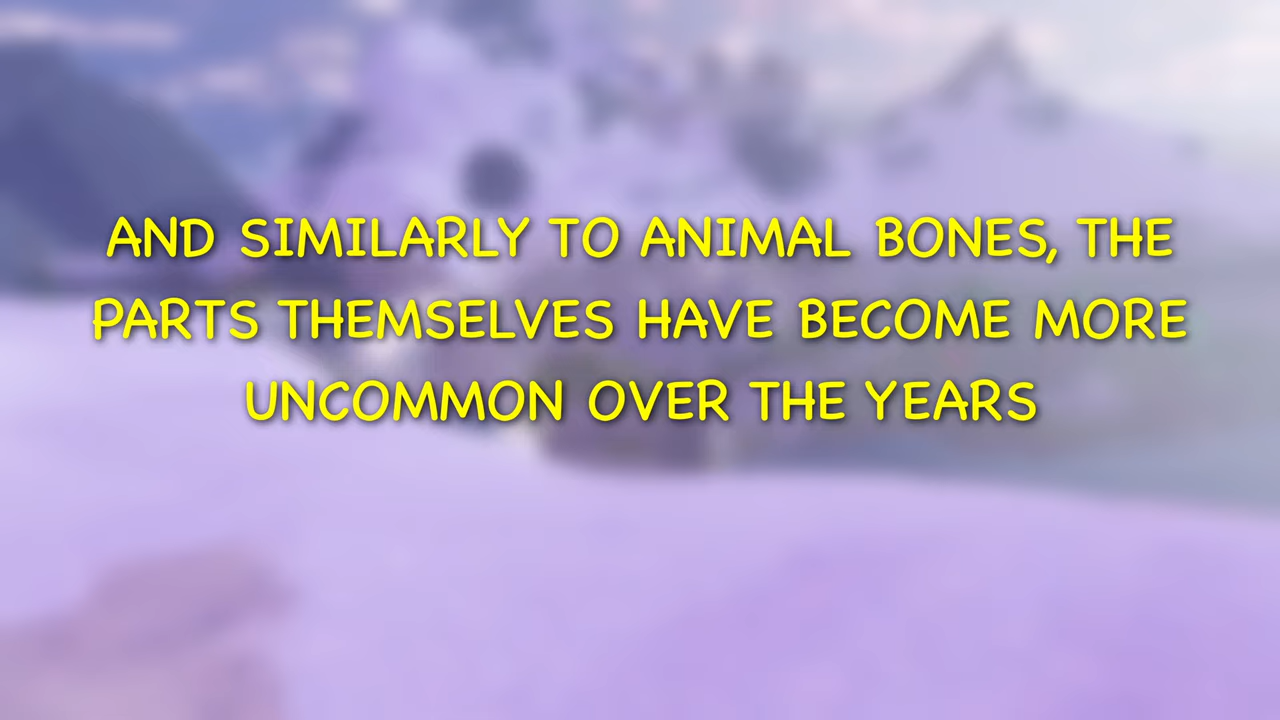 AND SIMILARLY TO ANIMAL BONES, THE
PARTS THEMSELVES HAVE BECOME MORE
UNCOMMON OVER THE YEARS